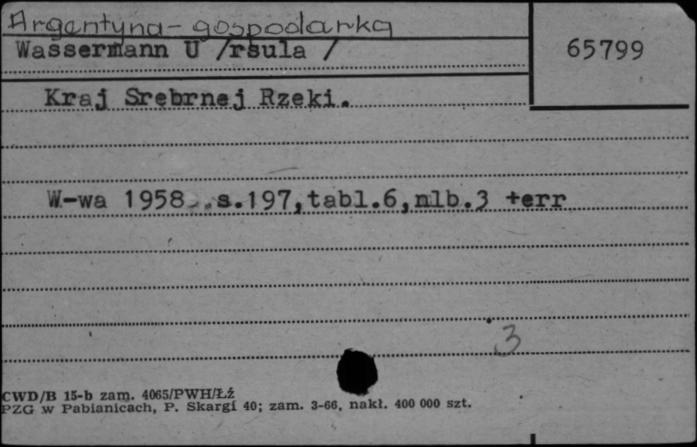 Argentyna - gospodarka
Wassermann U /rsula /
65799
Kraj Srebrnej Rzeki.
W-wa 1958 s.197,tabl.6,nlb.3 +err
3
CWD/B 15-b zam. 4065/PWH/Łź
PZG w Pabianicach, P. Skargi 40; zam. 3-66, nakł. 400 000 szt.